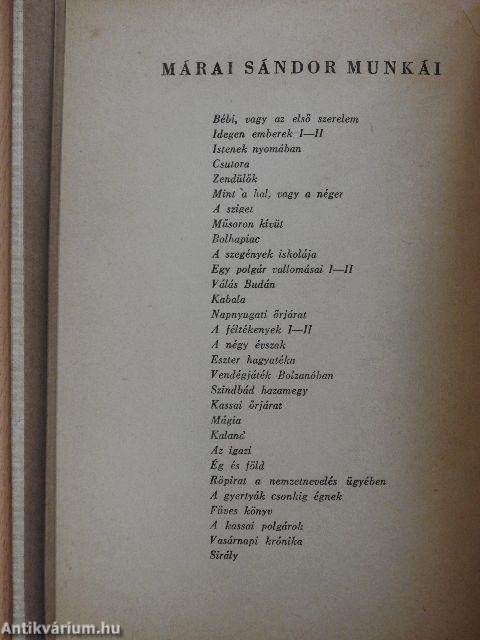 MÁRAI SÁNDOR MUNKÁI
Bébi, vagy az első szerelem
Idegen emberek I—II
Istenek nyomában
Csutora
Zendülők
Mint a hal, vagy a néger
A sziget
Műsoron kívül
Bolhapiac
A szegények iskolája
Egy polgár vallomásai I—II
Válás Budán
Kabala
Napnyugati őrjárat
A féltékenyek I—II
A négy évszak
Eszter hagyatéka
Vendégjáték Bolzanóban
Szindbád hazamegy
Kassai őrjárat
Mágia
Kaland
Az igazi
Ég és föld
Röpirat a nemzetnevelés ügyében
A gyertyák csonkig égnek
Füves könyv
A kassai polgárok
Vasárnapi krónika
Sirály
Antikvárium.hu